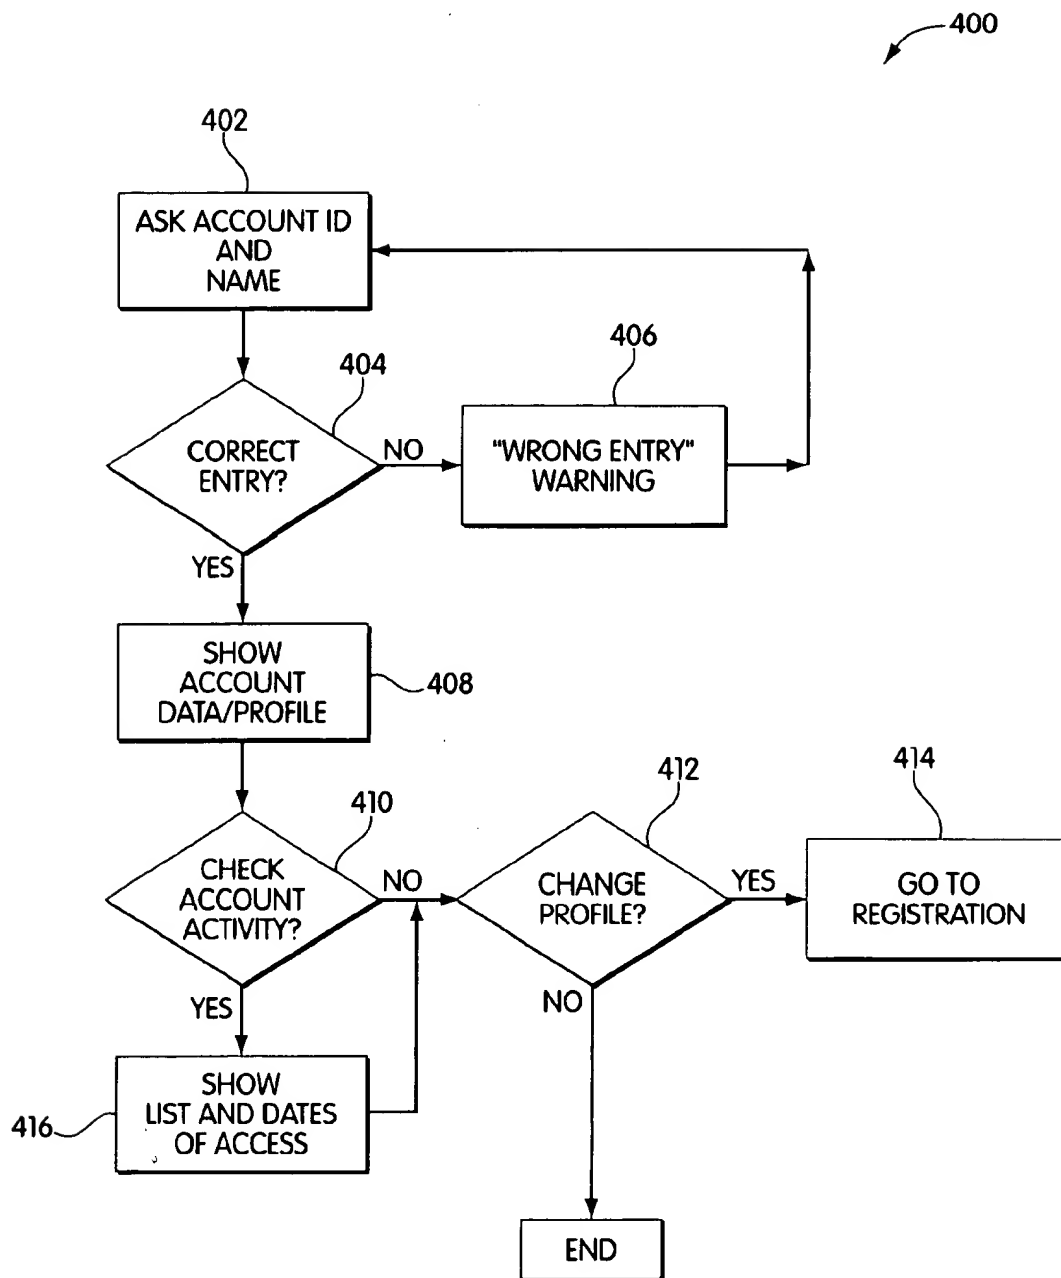 400
402
ASK ACCOUNT ID
AND
NAME
404
406
CORRECT
ENTRY?
NO
"WRONG ENTRY"
WARNING
YES
SHOW
ACCOUNT
DATA/PROFILE
408
410
412
414
CHECK
ACCOUNT
ACTIVITY?
NO
CHANGE
PROFILE?
YES
GO TO
REGISTRATION
YES
NO
SHOW
LIST AND DATES
OF ACCESS
416
END